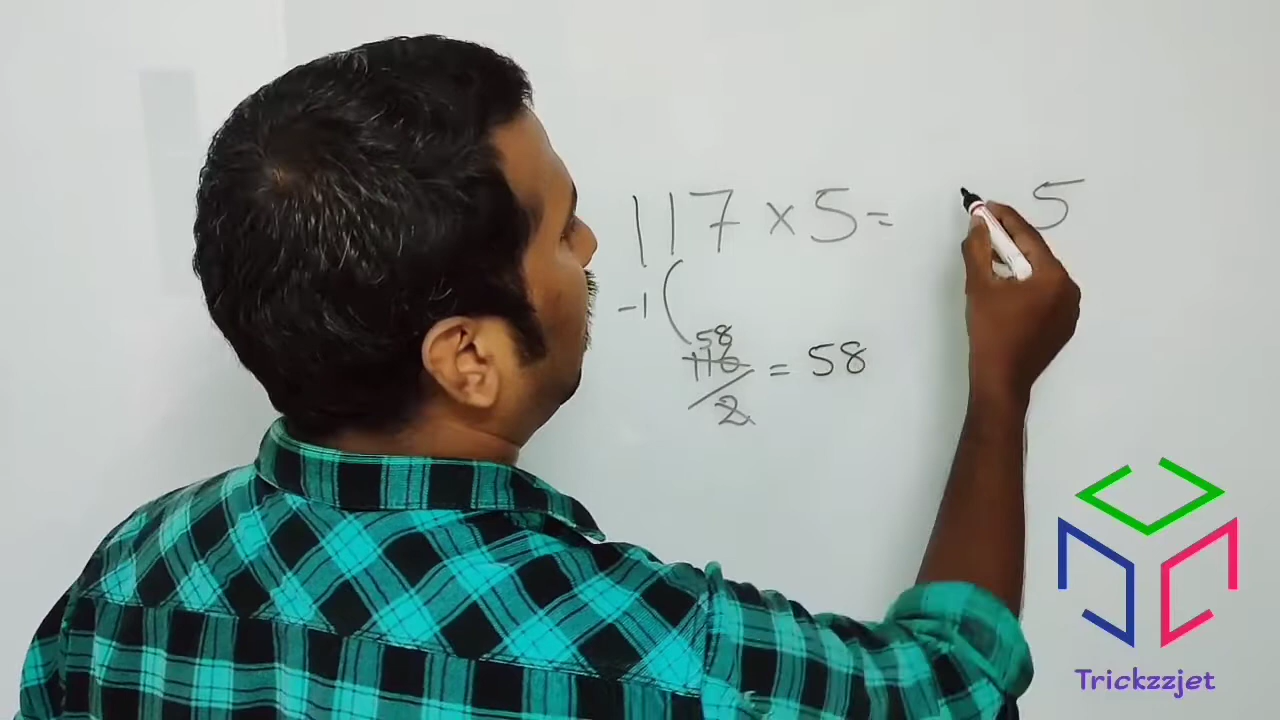 117 × 5 = 5
-1
58
116
2
= 58
Trickzzjet